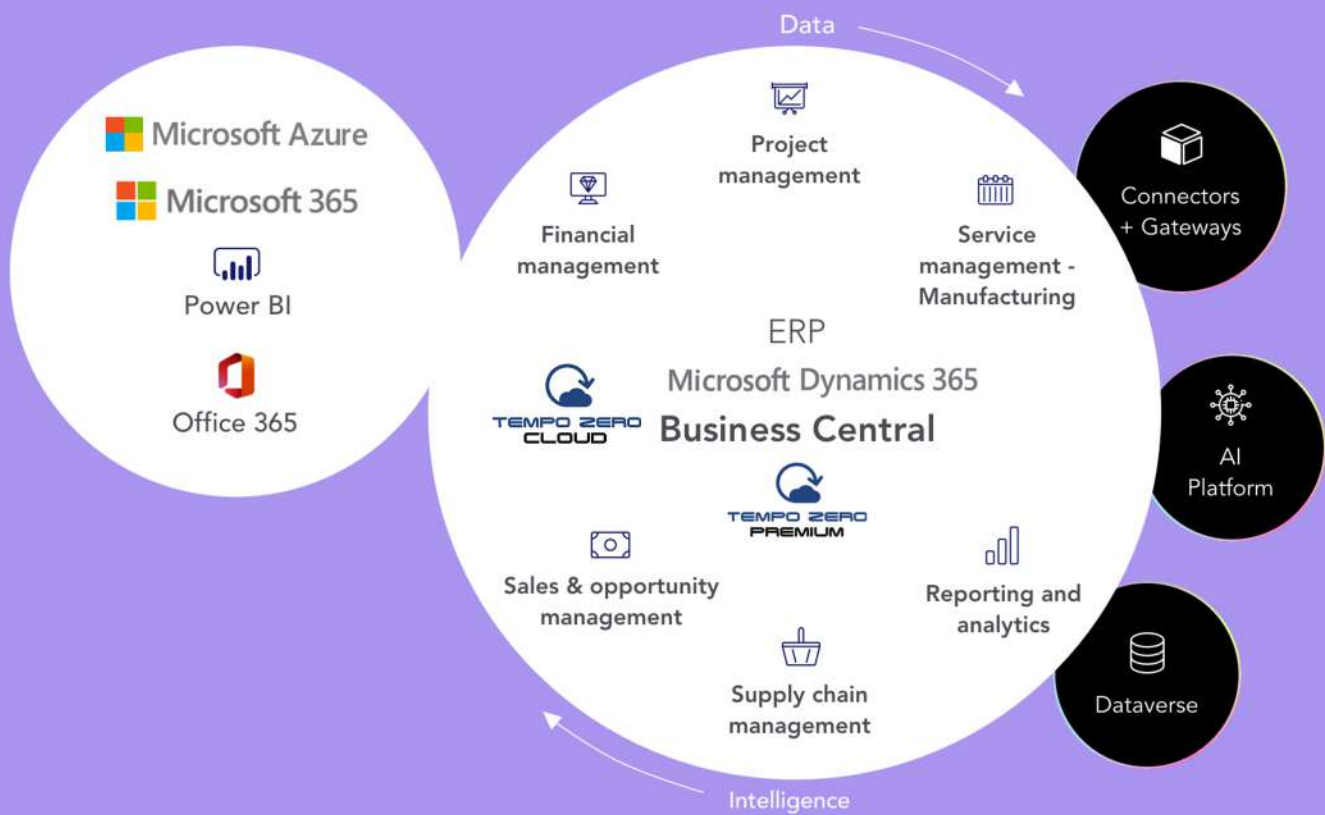 Data
Microsoft Azure
Microsoft 365
Power BI
Office 365
Project
management
Financial
management
Service
management -
Manufacturing
ERP
Microsoft Dynamics 365
Business Central
TEMPO ZERO
CLOUD
TEMPO ZERO
PREMIUM
Sales & opportunity
management
Reporting and
analytics
Supply chain
management
Connectors
+ Gateways
AI
Platform
Dataverse
Intelligence